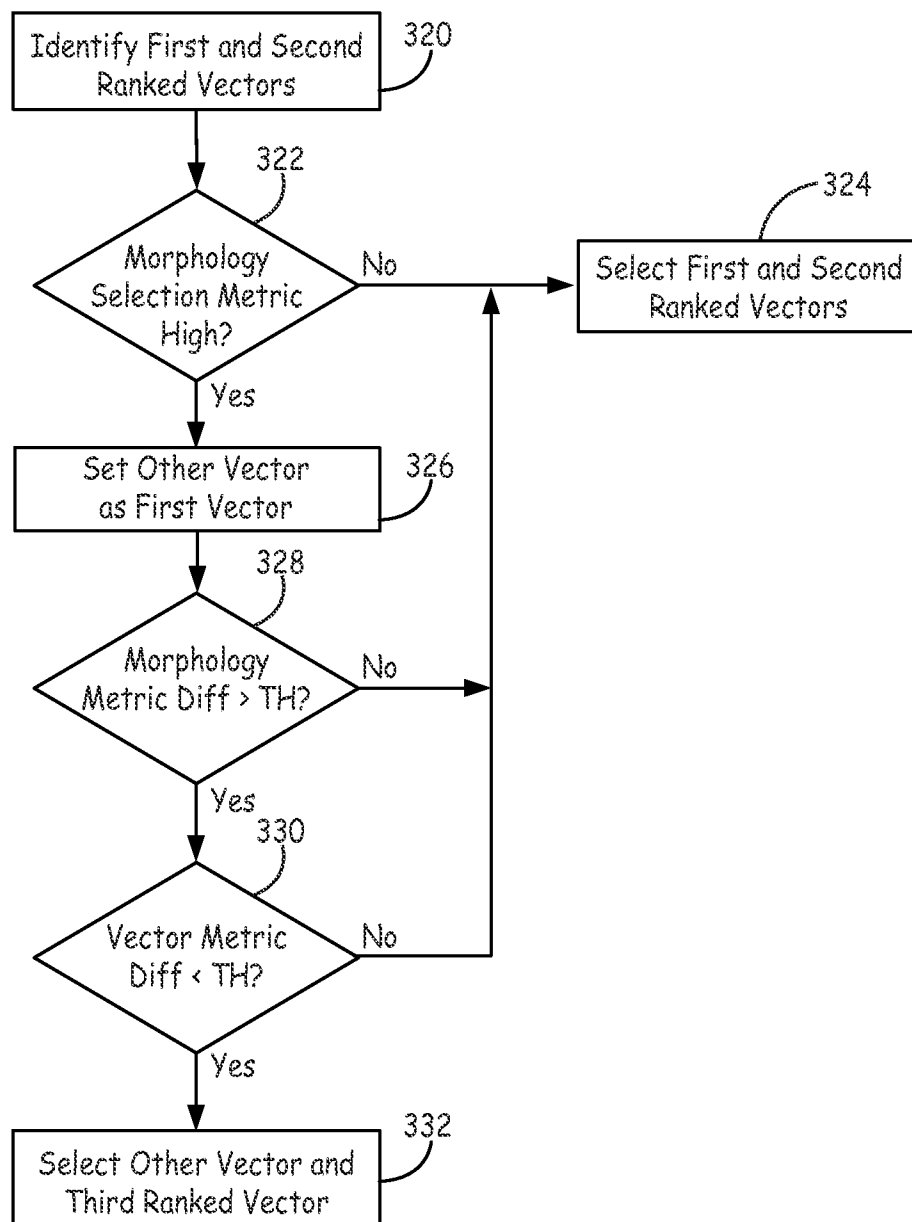 Identify First and Second
Ranked Vectors
320
322
Morphology
Selection Metric
High?
No
Yes
324
Select First and Second
Ranked Vectors
Set Other Vector
as First Vector
326
328
Morphology
Metric Diff > TH?
No
Yes
330
Vector Metric
Diff < TH?
No
Yes
332
Select Other Vector and
Third Ranked Vector